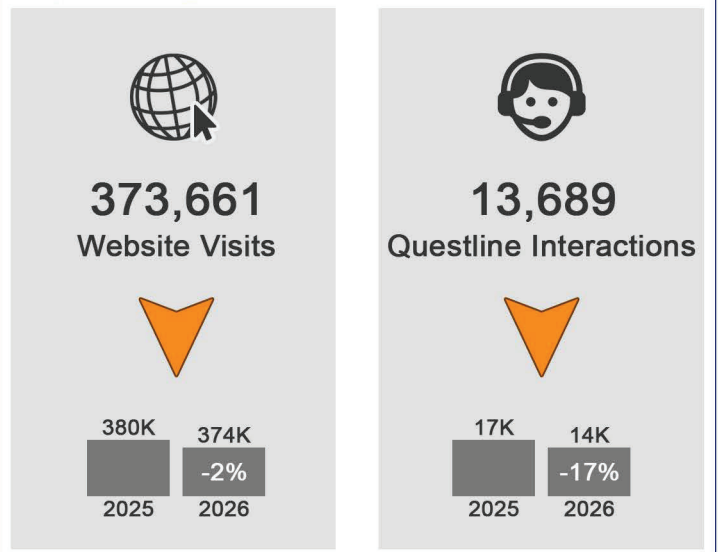 373,661
Website Visits
380K
374K
-2%
2025
2026
13,689
Questline Interactions
17K
14K
-17%
2025
2026